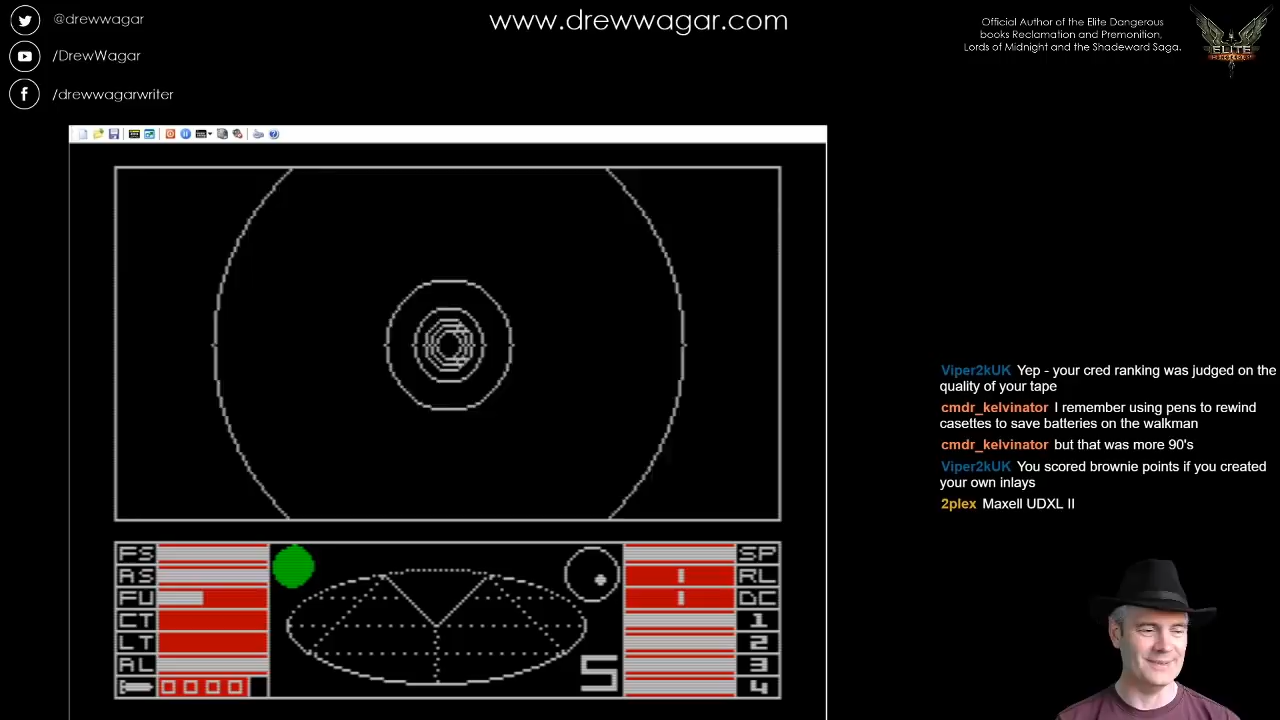 @drewwagar
/DrewWagar
/drewwagarwriter
www.drewwagar.com
Official Author of the Elite Dangerous
books Reclamation and Premonition,
Lords of Midnight and the Shadeward Saga.
ELITE
DANGEROUS
Viper2kUK Yep - your cred ranking was judged on the
quality of your tape
cmdr_kelvinator I remember using pens to rewind
casettes to save batteries on the walkman
cmdr_kelvinator but that was more 90's
Viper2kUK You scored brownie points if you created
your own inlays
2plex Maxell UDXL II
FS
AS
FU
CT
LT
AL
S
SP
RL
DC
1
2
3
4